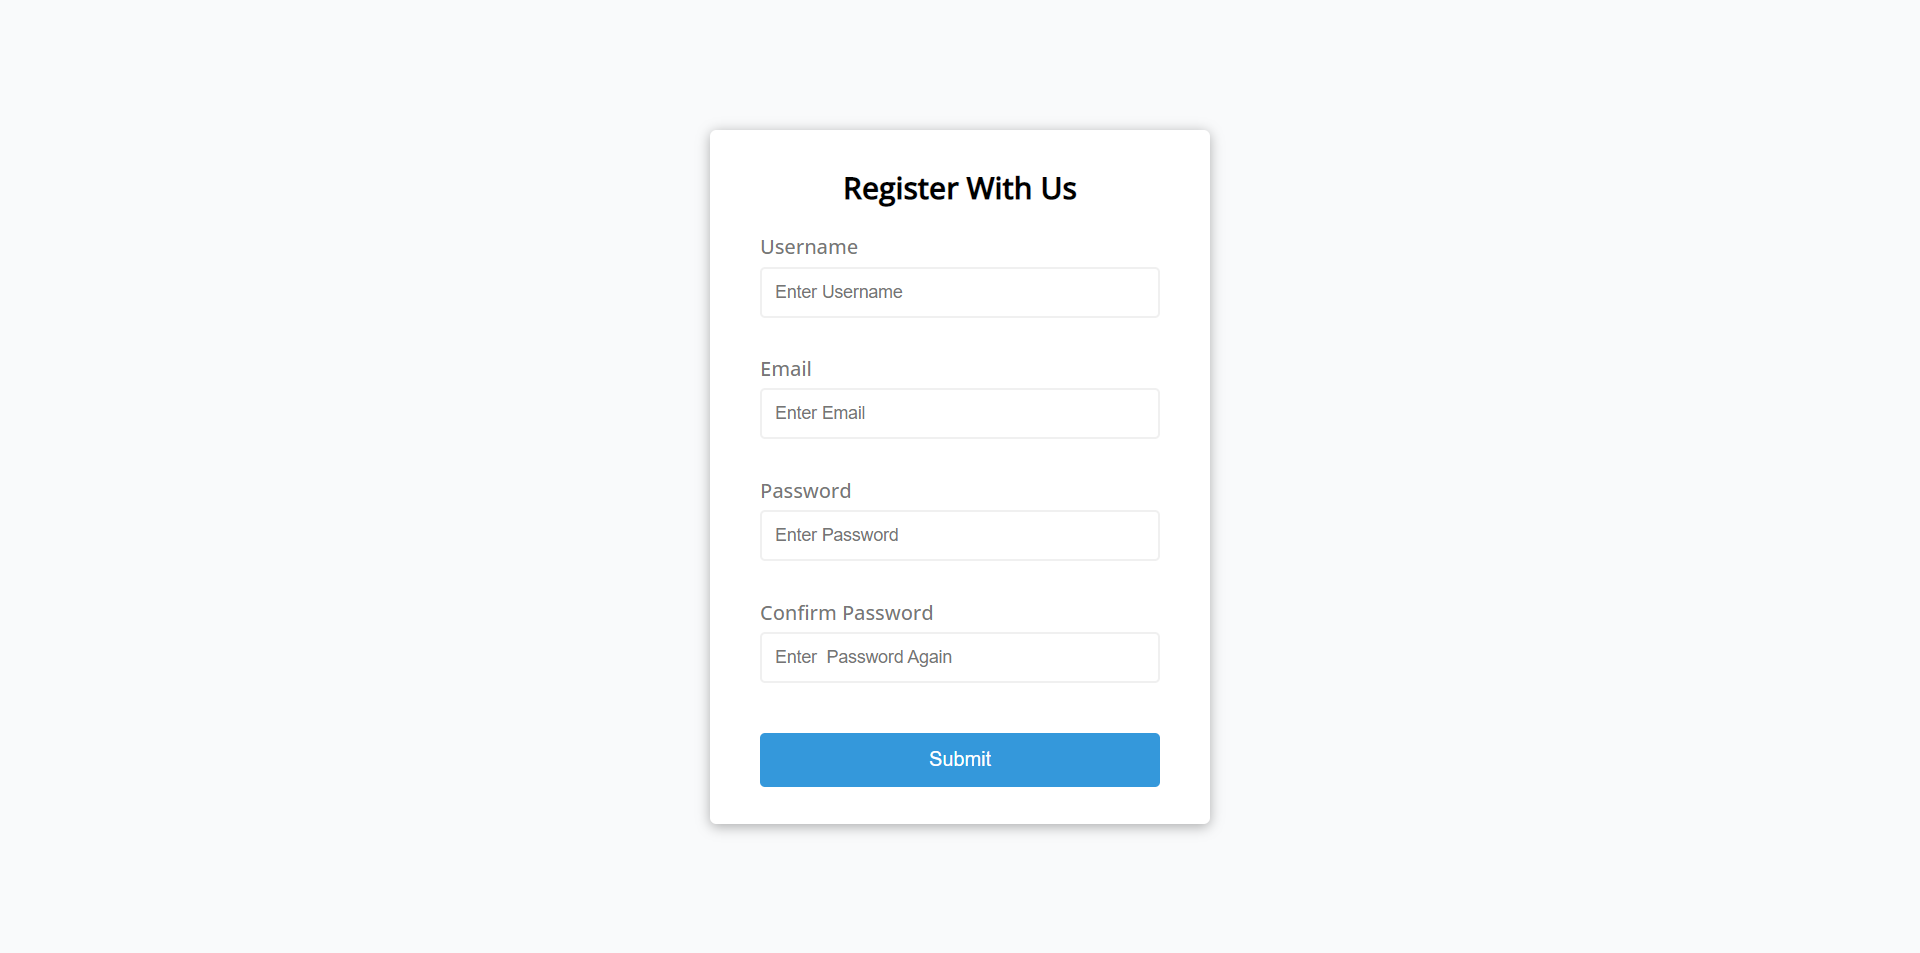 Register With Us
Username
Enter Username
Email
Enter Email
Password
Enter Password
Confirm Password
Enter  Password Again
Submit